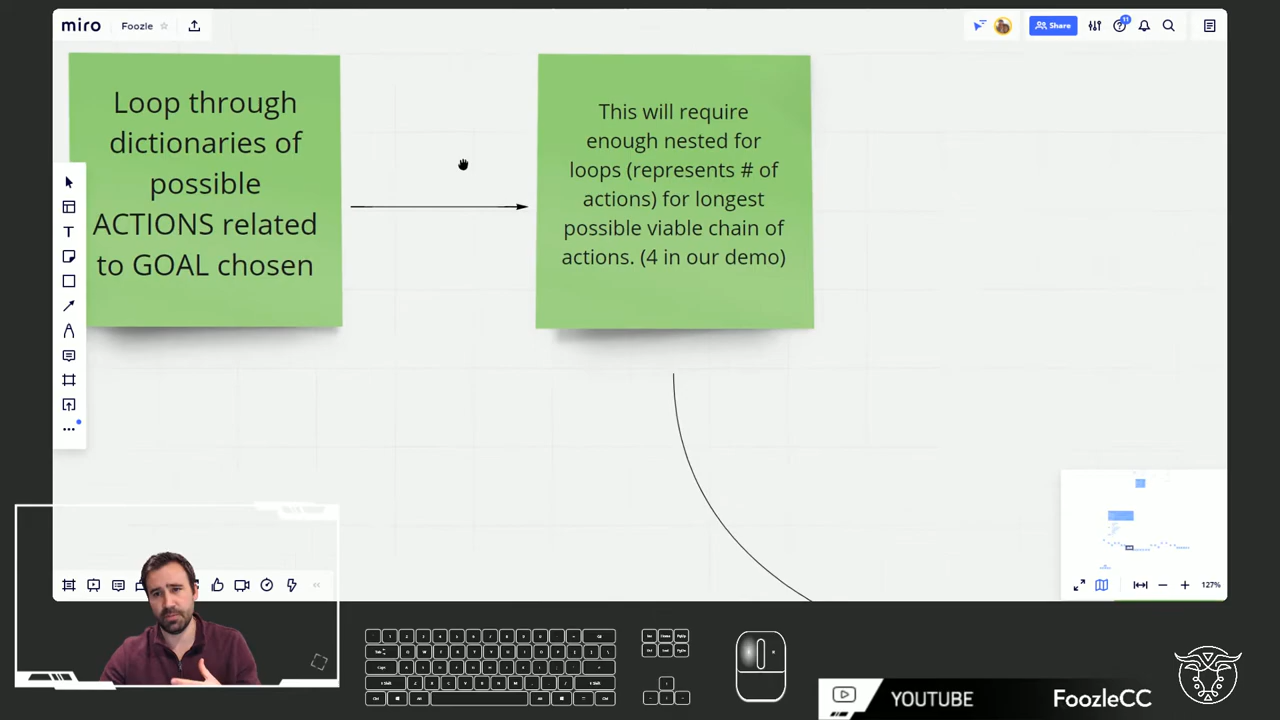 miro
Foozle
Share
11
Loop through
dictionaries of
possible
ACTIONS related
to GOAL chosen
This will require
enough nested for
loops (represents # of
actions) for longest
possible viable chain of
actions. (4 in our demo)
127%
YOUTUBE
FoozleCC